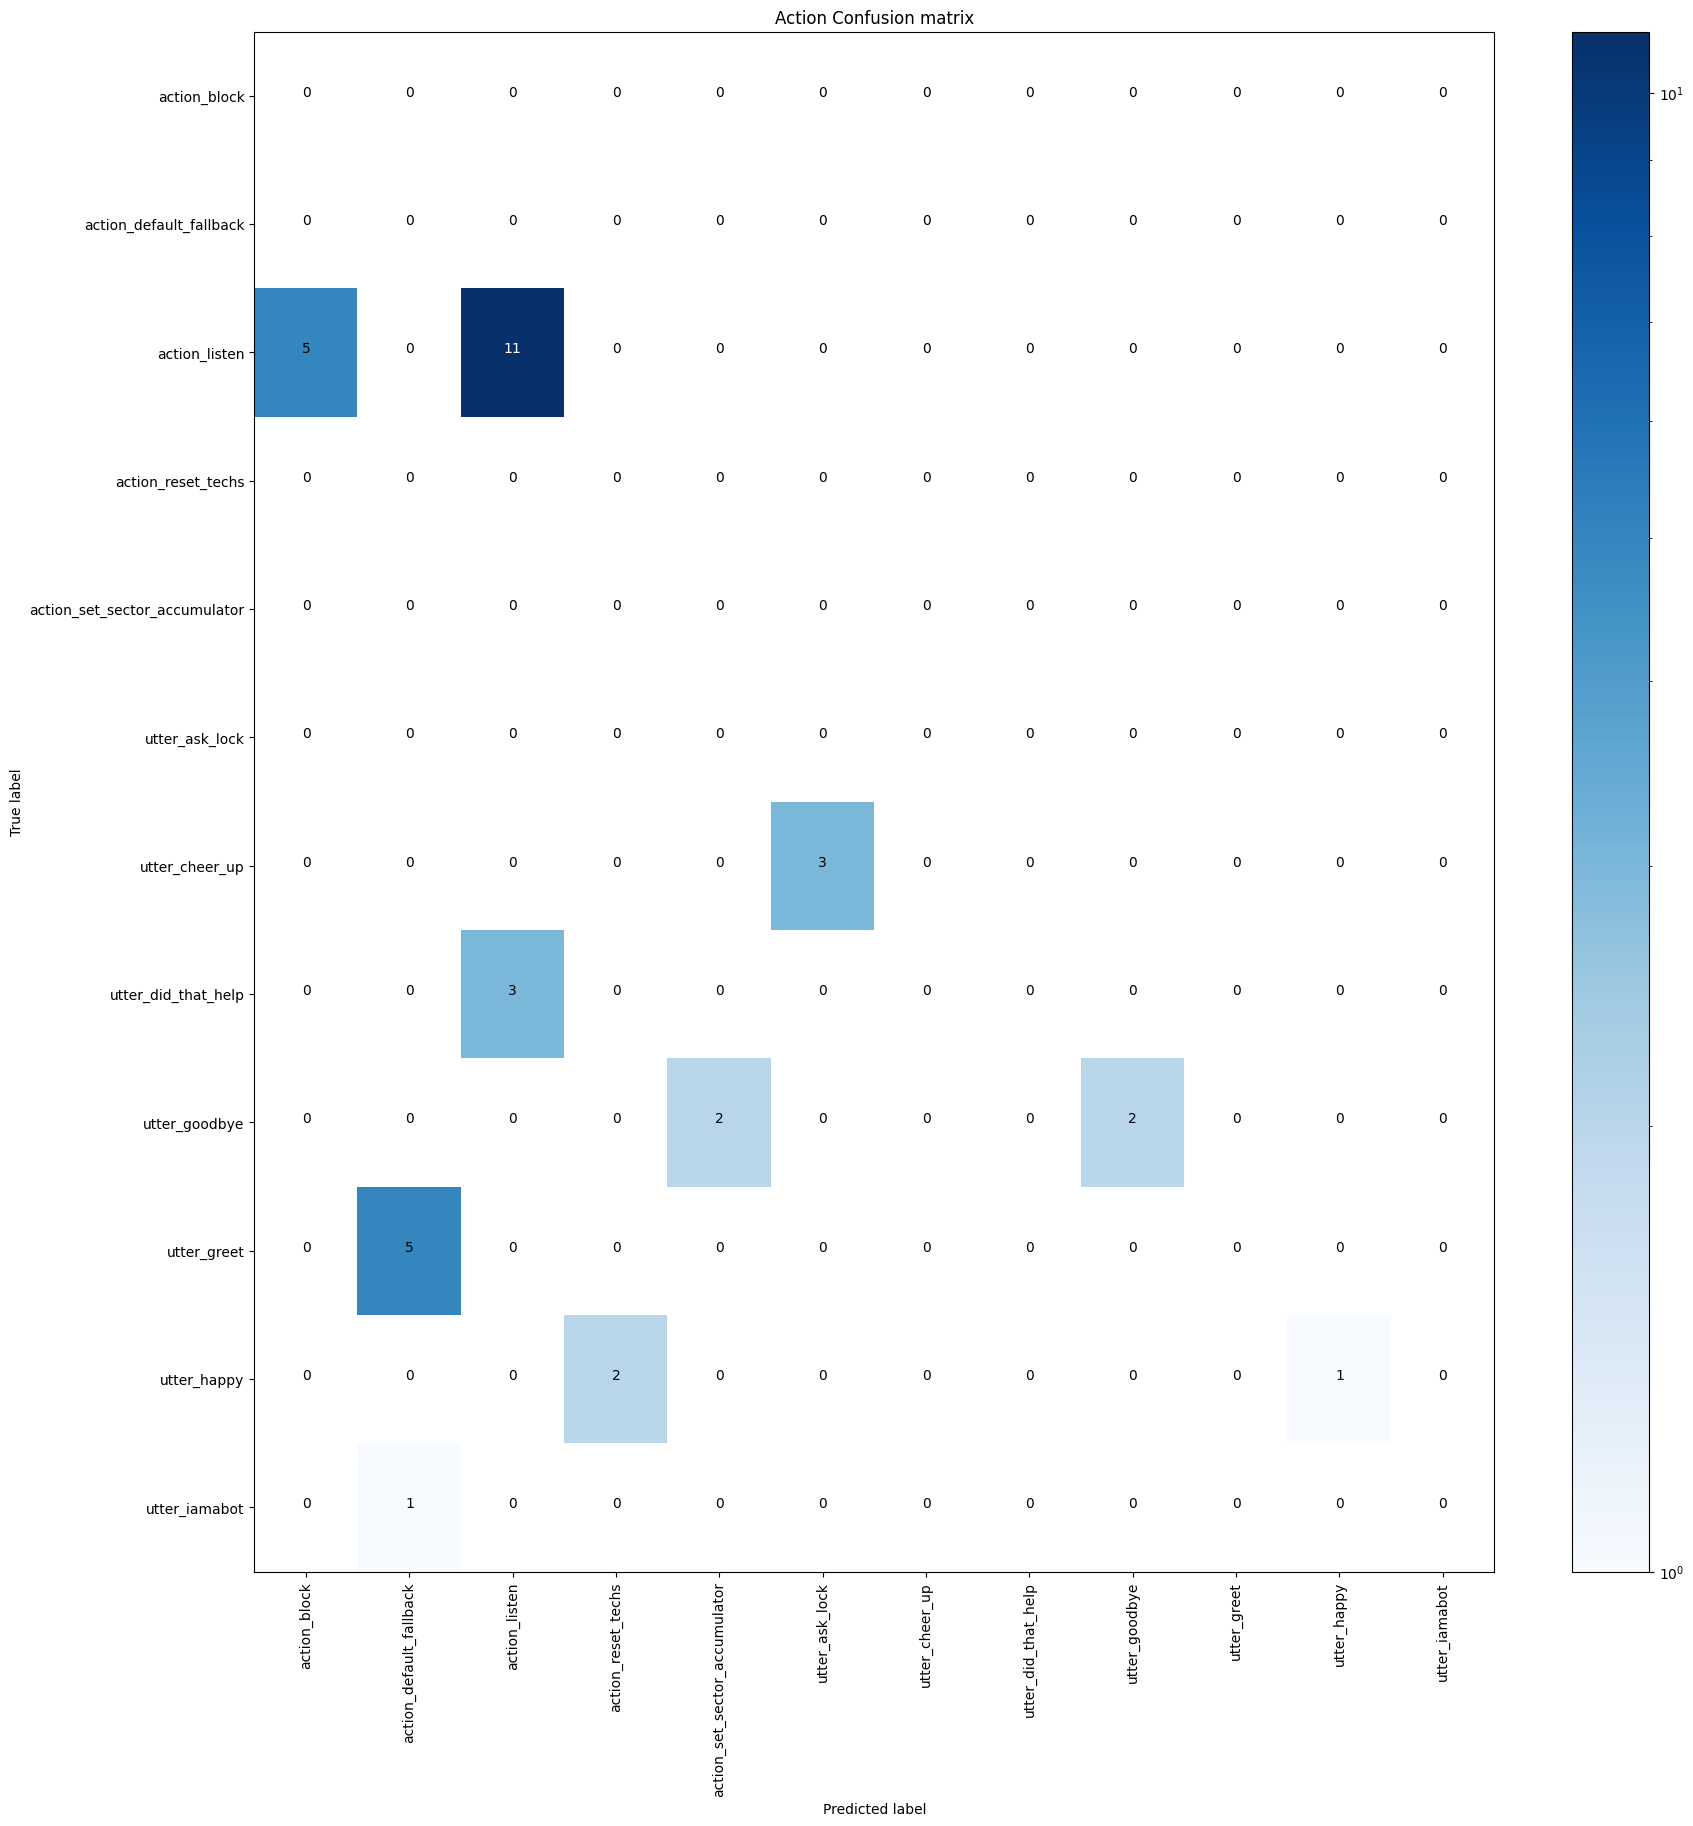 Action Confusion matrix
action_block 0 0 0 0 0 0 0 0 0 0 0 0
action_default_fallback 0 0 0 0 0 0 0 0 0 0 0 0
action_listen 5 0 11 0 0 0 0 0 0 0 0 0
action_reset_techs 0 0 0 0 0 0 0 0 0 0 0 0
action_set_sector_accumulator 0 0 0 0 0 0 0 0 0 0 0 0
utter_ask_lock 0 0 0 0 0 0 0 0 0 0 0 0
utter_cheer_up 0 0 0 0 0 3 0 0 0 0 0 0
utter_did_that_help 0 0 3 0 0 0 0 0 0 0 0 0
utter_goodbye 0 0 0 0 2 0 0 0 2 0 0 0
utter_greet 0 5 0 0 0 0 0 0 0 0 0 0
utter_happy 0 0 0 2 0 0 0 0 0 0 1 0
utter_iamabot 0 1 0 0 0 0 0 0 0 0 0 0
True label
action_block
action_default_fallback
action_listen
action_reset_techs
action_set_sector_accumulator
utter_ask_lock
utter_cheer_up
utter_did_that_help
utter_goodbye
utter_greet
utter_happy
utter_iamabot
Predicted label
10¹
10⁰